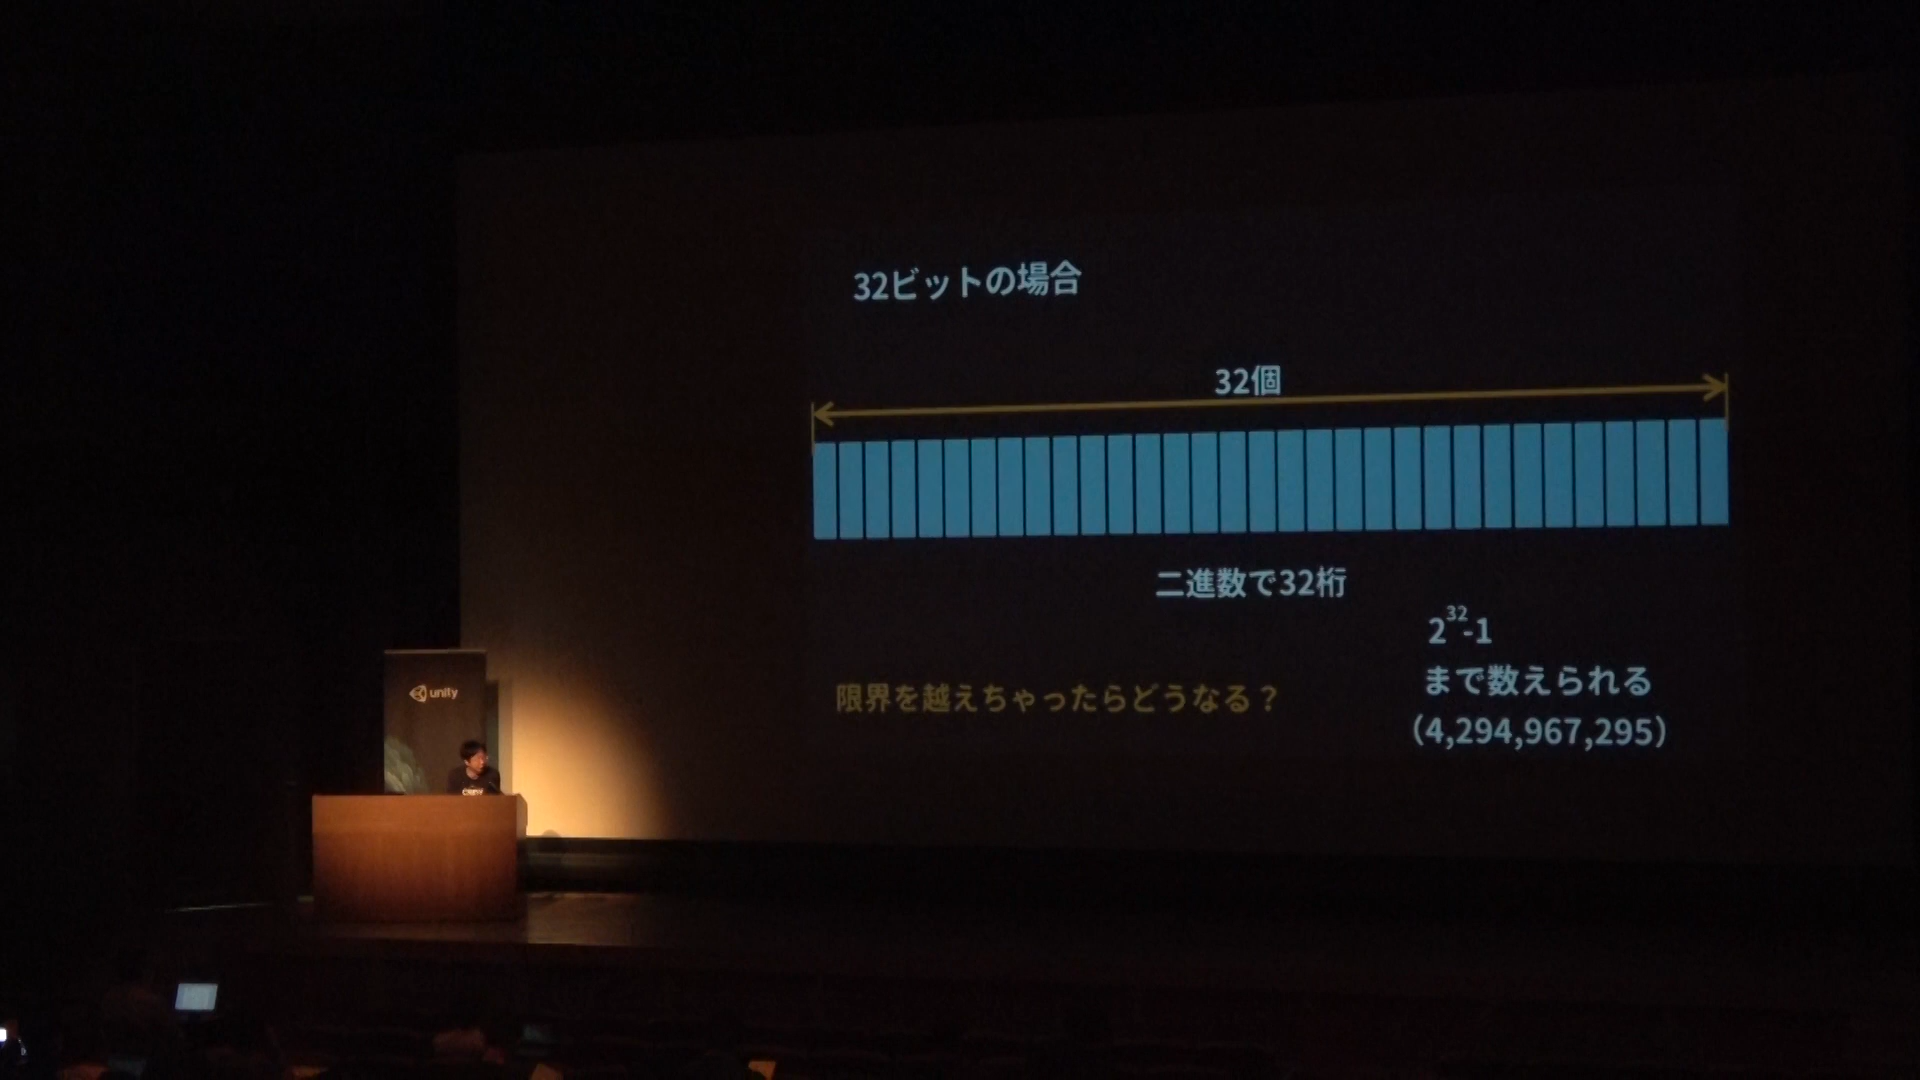 32ビットの場合
32個
二進数で32桁
2³²-1
まで数えられる
(4,294,967,295)
限界を越えちゃったらどうなる？
unity